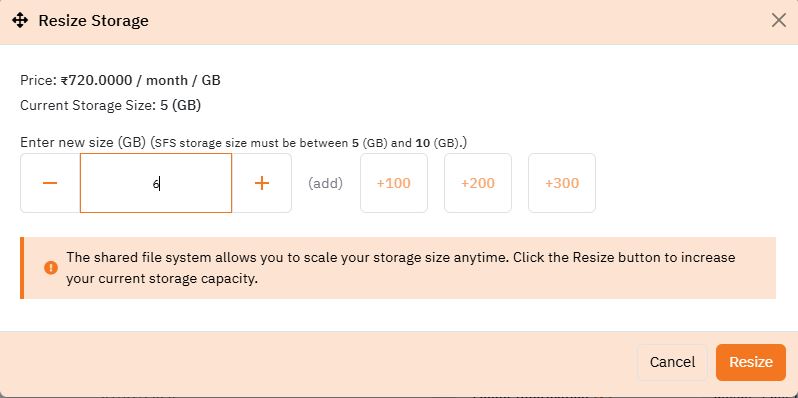 Resize Storage
Price: ₹720.0000 / month / GB
Current Storage Size: 5 (GB)
Enter new size (GB) (SFS storage size must be between 5 (GB) and 10 (GB).)
− 6 + (add) +100 +200 +300
The shared file system allows you to scale your storage size anytime. Click the Resize button to increase
your current storage capacity.
Cancel Resize